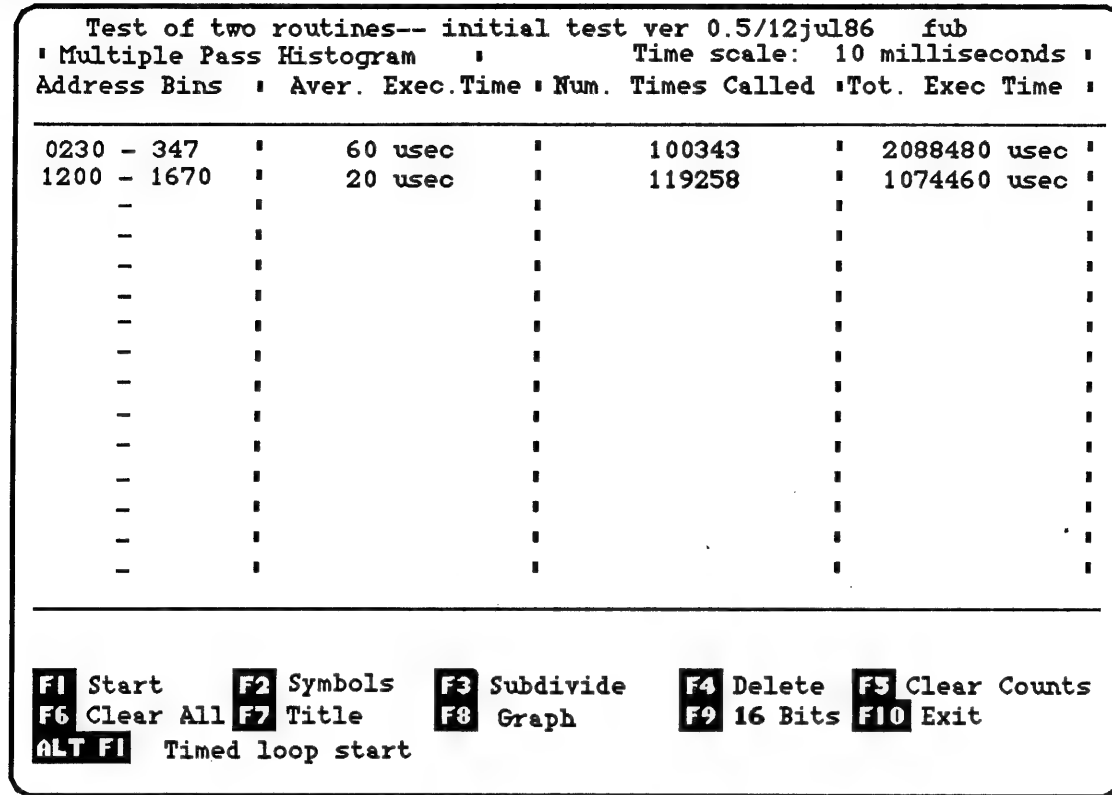 Test of two routines-- initial test ver 0.5/12jul86 fub
Multiple Pass Histogram Time scale: 10 milliseconds
Address Bins Aver. Exec.Time Num. Times Called Tot. Exec Time
0230 - 347 60 usec 100343 2088480 usec
1200 - 1670 20 usec 119258 1074460 usec
-
-
-
-
-
-
-
-
-
-
-
-
-
F1 Start F2 Symbols F3 Subdivide F4 Delete F5 Clear Counts
F6 Clear All F7 Title F8 Graph F9 16 Bits F10 Exit
ALT F1 Timed loop start